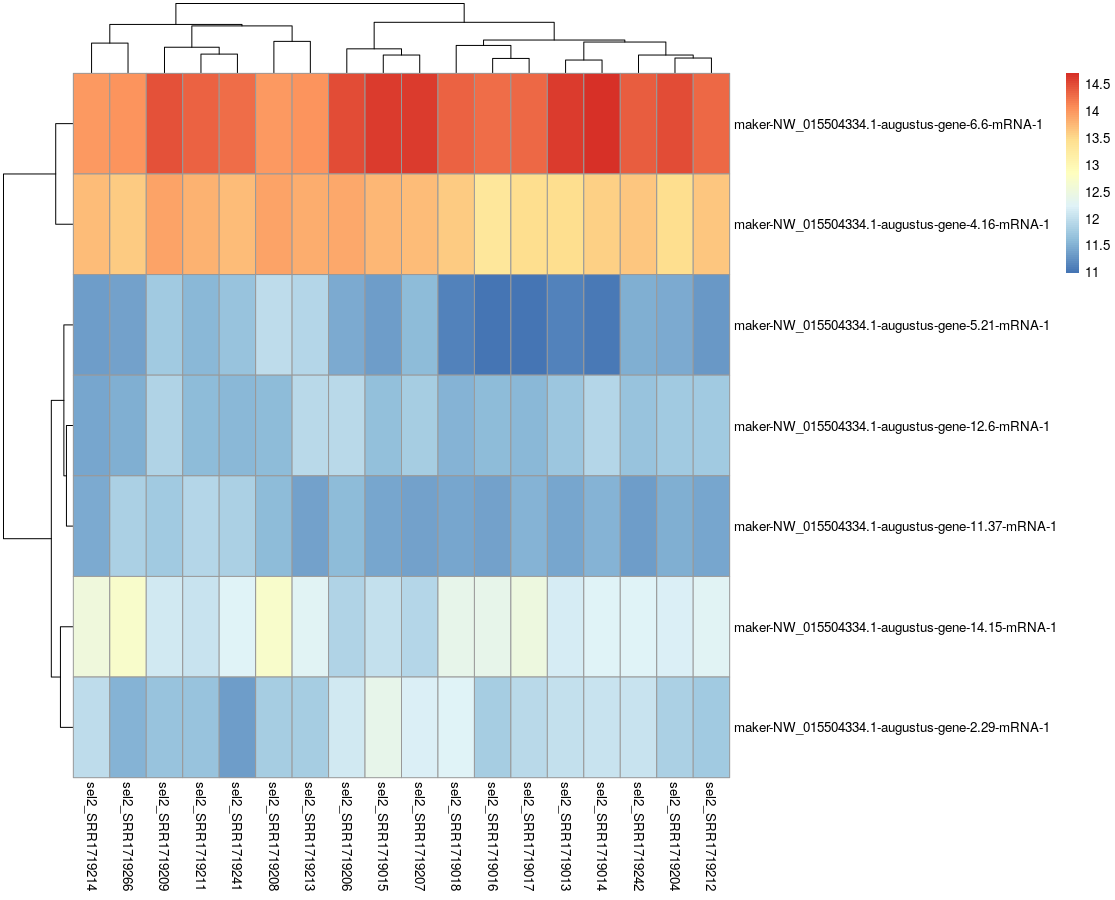 14.5
14
13.5
13
12.5
12
11.5
11
maker-NW_015504334.1-augustus-gene-6.6-mRNA-1
maker-NW_015504334.1-augustus-gene-4.16-mRNA-1
maker-NW_015504334.1-augustus-gene-5.21-mRNA-1
maker-NW_015504334.1-augustus-gene-12.6-mRNA-1
maker-NW_015504334.1-augustus-gene-11.37-mRNA-1
maker-NW_015504334.1-augustus-gene-14.15-mRNA-1
maker-NW_015504334.1-augustus-gene-2.29-mRNA-1
sel2_SRR1719214
sel2_SRR1719266
sel2_SRR1719209
sel2_SRR1719211
sel2_SRR1719241
sel2_SRR1719208
sel2_SRR1719213
sel2_SRR1719206
sel2_SRR1719015
sel2_SRR1719207
sel2_SRR1719018
sel2_SRR1719016
sel2_SRR1719017
sel2_SRR1719013
sel2_SRR1719014
sel2_SRR1719242
sel2_SRR1719204
sel2_SRR1719212